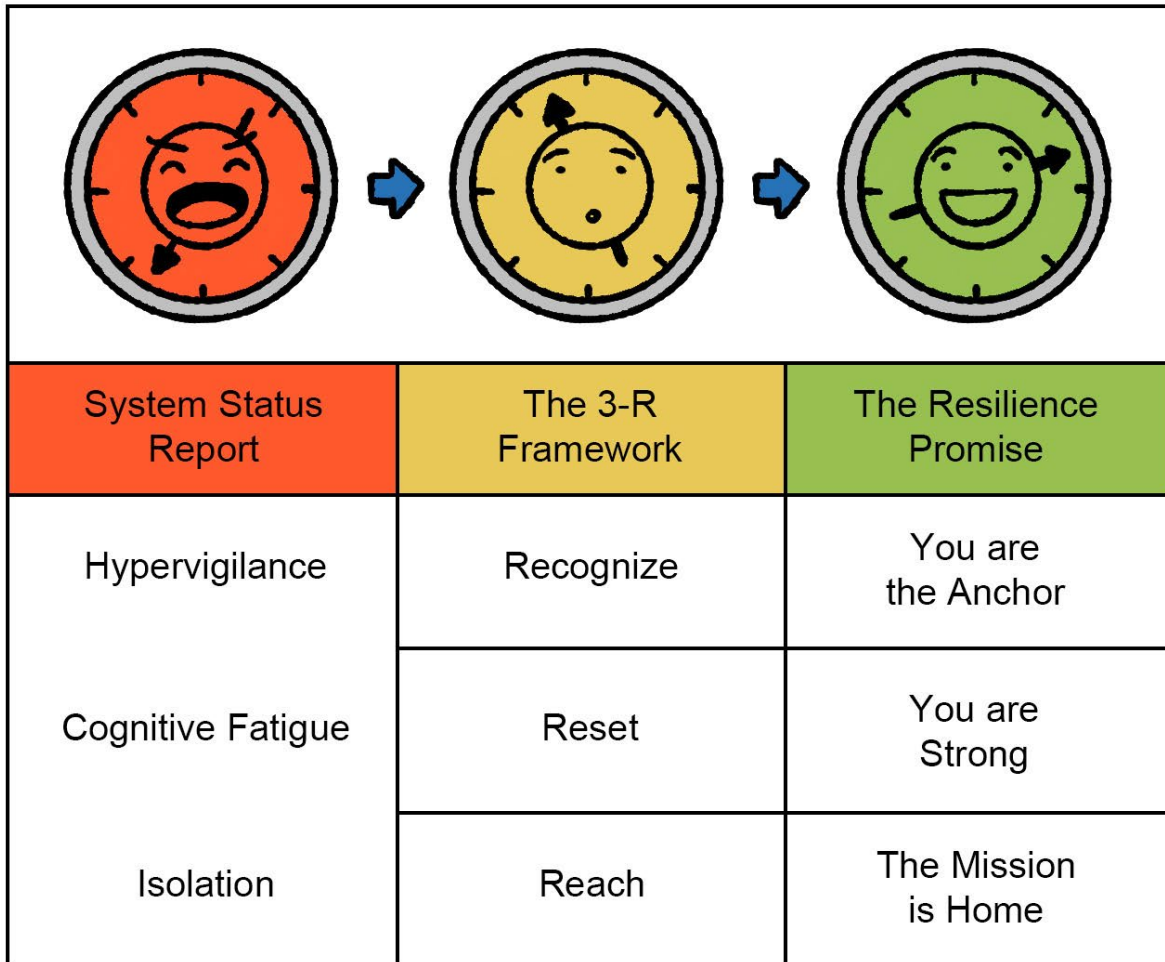 System Status
Report
The 3-R
Framework
The Resilience
Promise
Hypervigilance
Recognize
You are
the Anchor
Cognitive Fatigue
Reset
You are
Strong
Isolation
Reach
The Mission
is Home